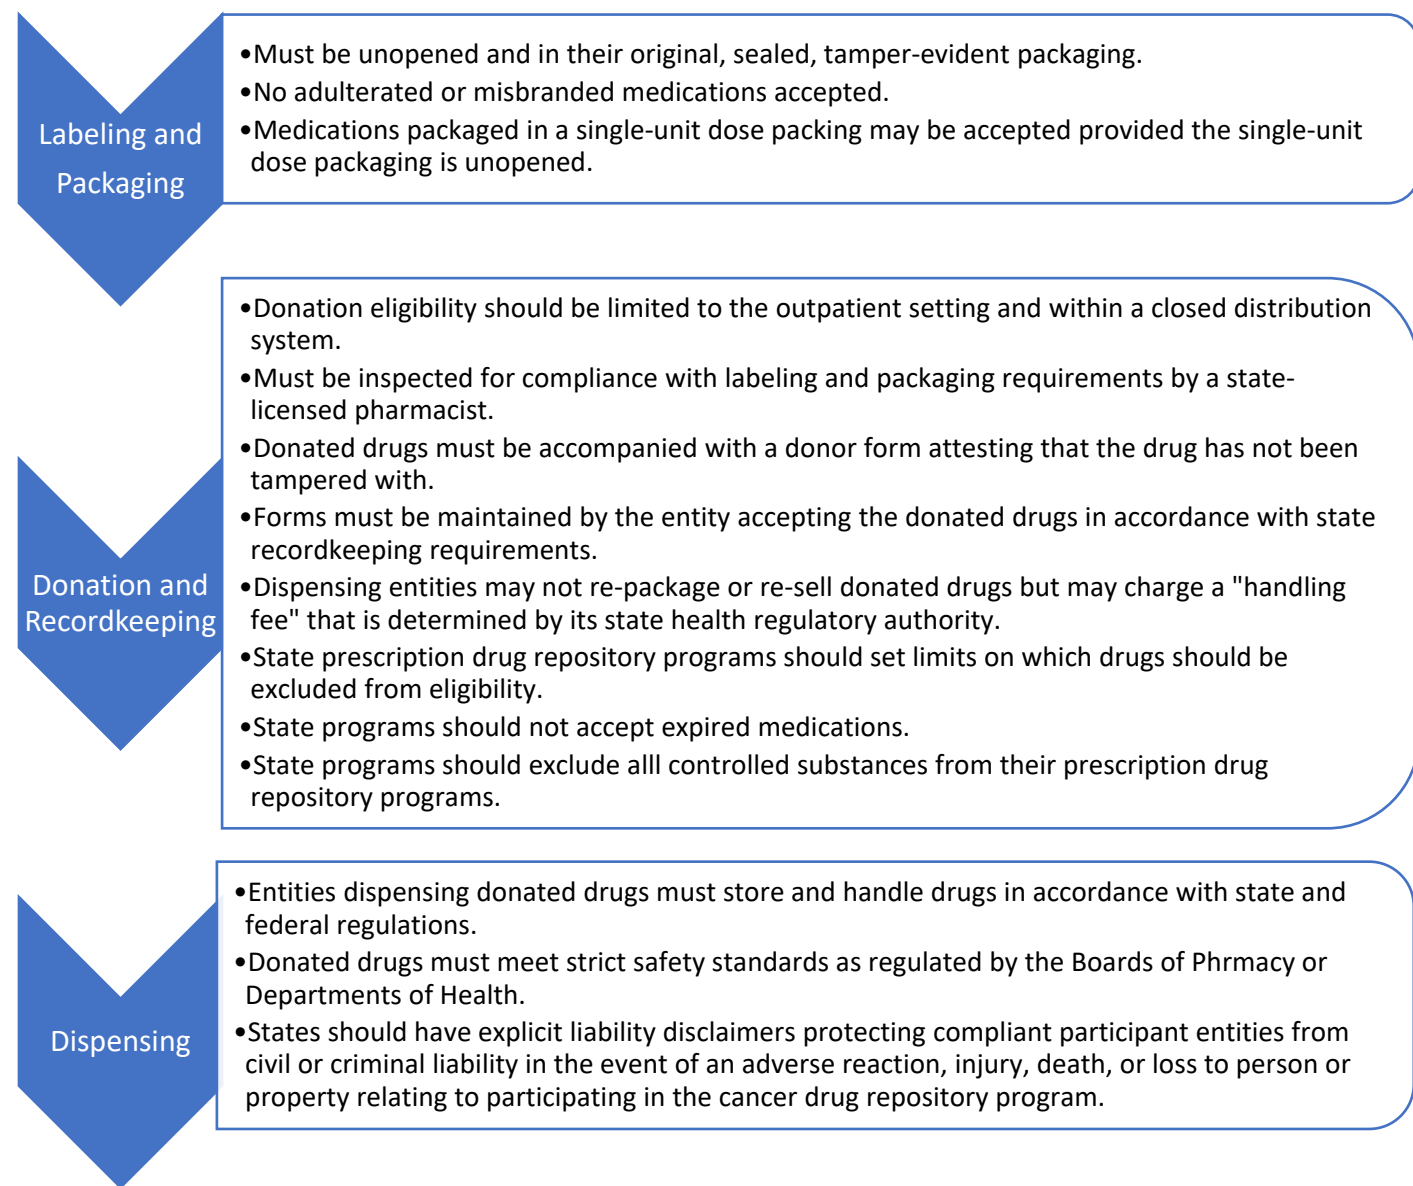 Labeling and
Packaging
•Must be unopened and in their original, sealed, tamper-evident packaging.
•No adulterated or misbranded medications accepted.
•Medications packaged in a single-unit dose packing may be accepted provided the single-unit
dose packaging is unopened.
Donation and
Recordkeeping
•Donation eligibility should be limited to the outpatient setting and within a closed distribution
system.
•Must be inspected for compliance with labeling and packaging requirements by a state-
licensed pharmacist.
•Donated drugs must be accompanied with a donor form attesting that the drug has not been
tampered with.
•Forms must be maintained by the entity accepting the donated drugs in accordance with state
recordkeeping requirements.
•Dispensing entities may not re-package or re-sell donated drugs but may charge a "handling
fee" that is determined by its state health regulatory authority.
•State prescription drug repository programs should set limits on which drugs should be
excluded from eligibility.
•State programs should not accept expired medications.
•State programs should exclude alll controlled substances from their prescription drug
repository programs.
Dispensing
•Entities dispensing donated drugs must store and handle drugs in accordance with state and
federal regulations.
•Donated drugs must meet strict safety standards as regulated by the Boards of Phrmacy or
Departments of Health.
•States should have explicit liability disclaimers protecting compliant participant entities from
civil or criminal liability in the event of an adverse reaction, injury, death, or loss to person or
property relating to participating in the cancer drug repository program.